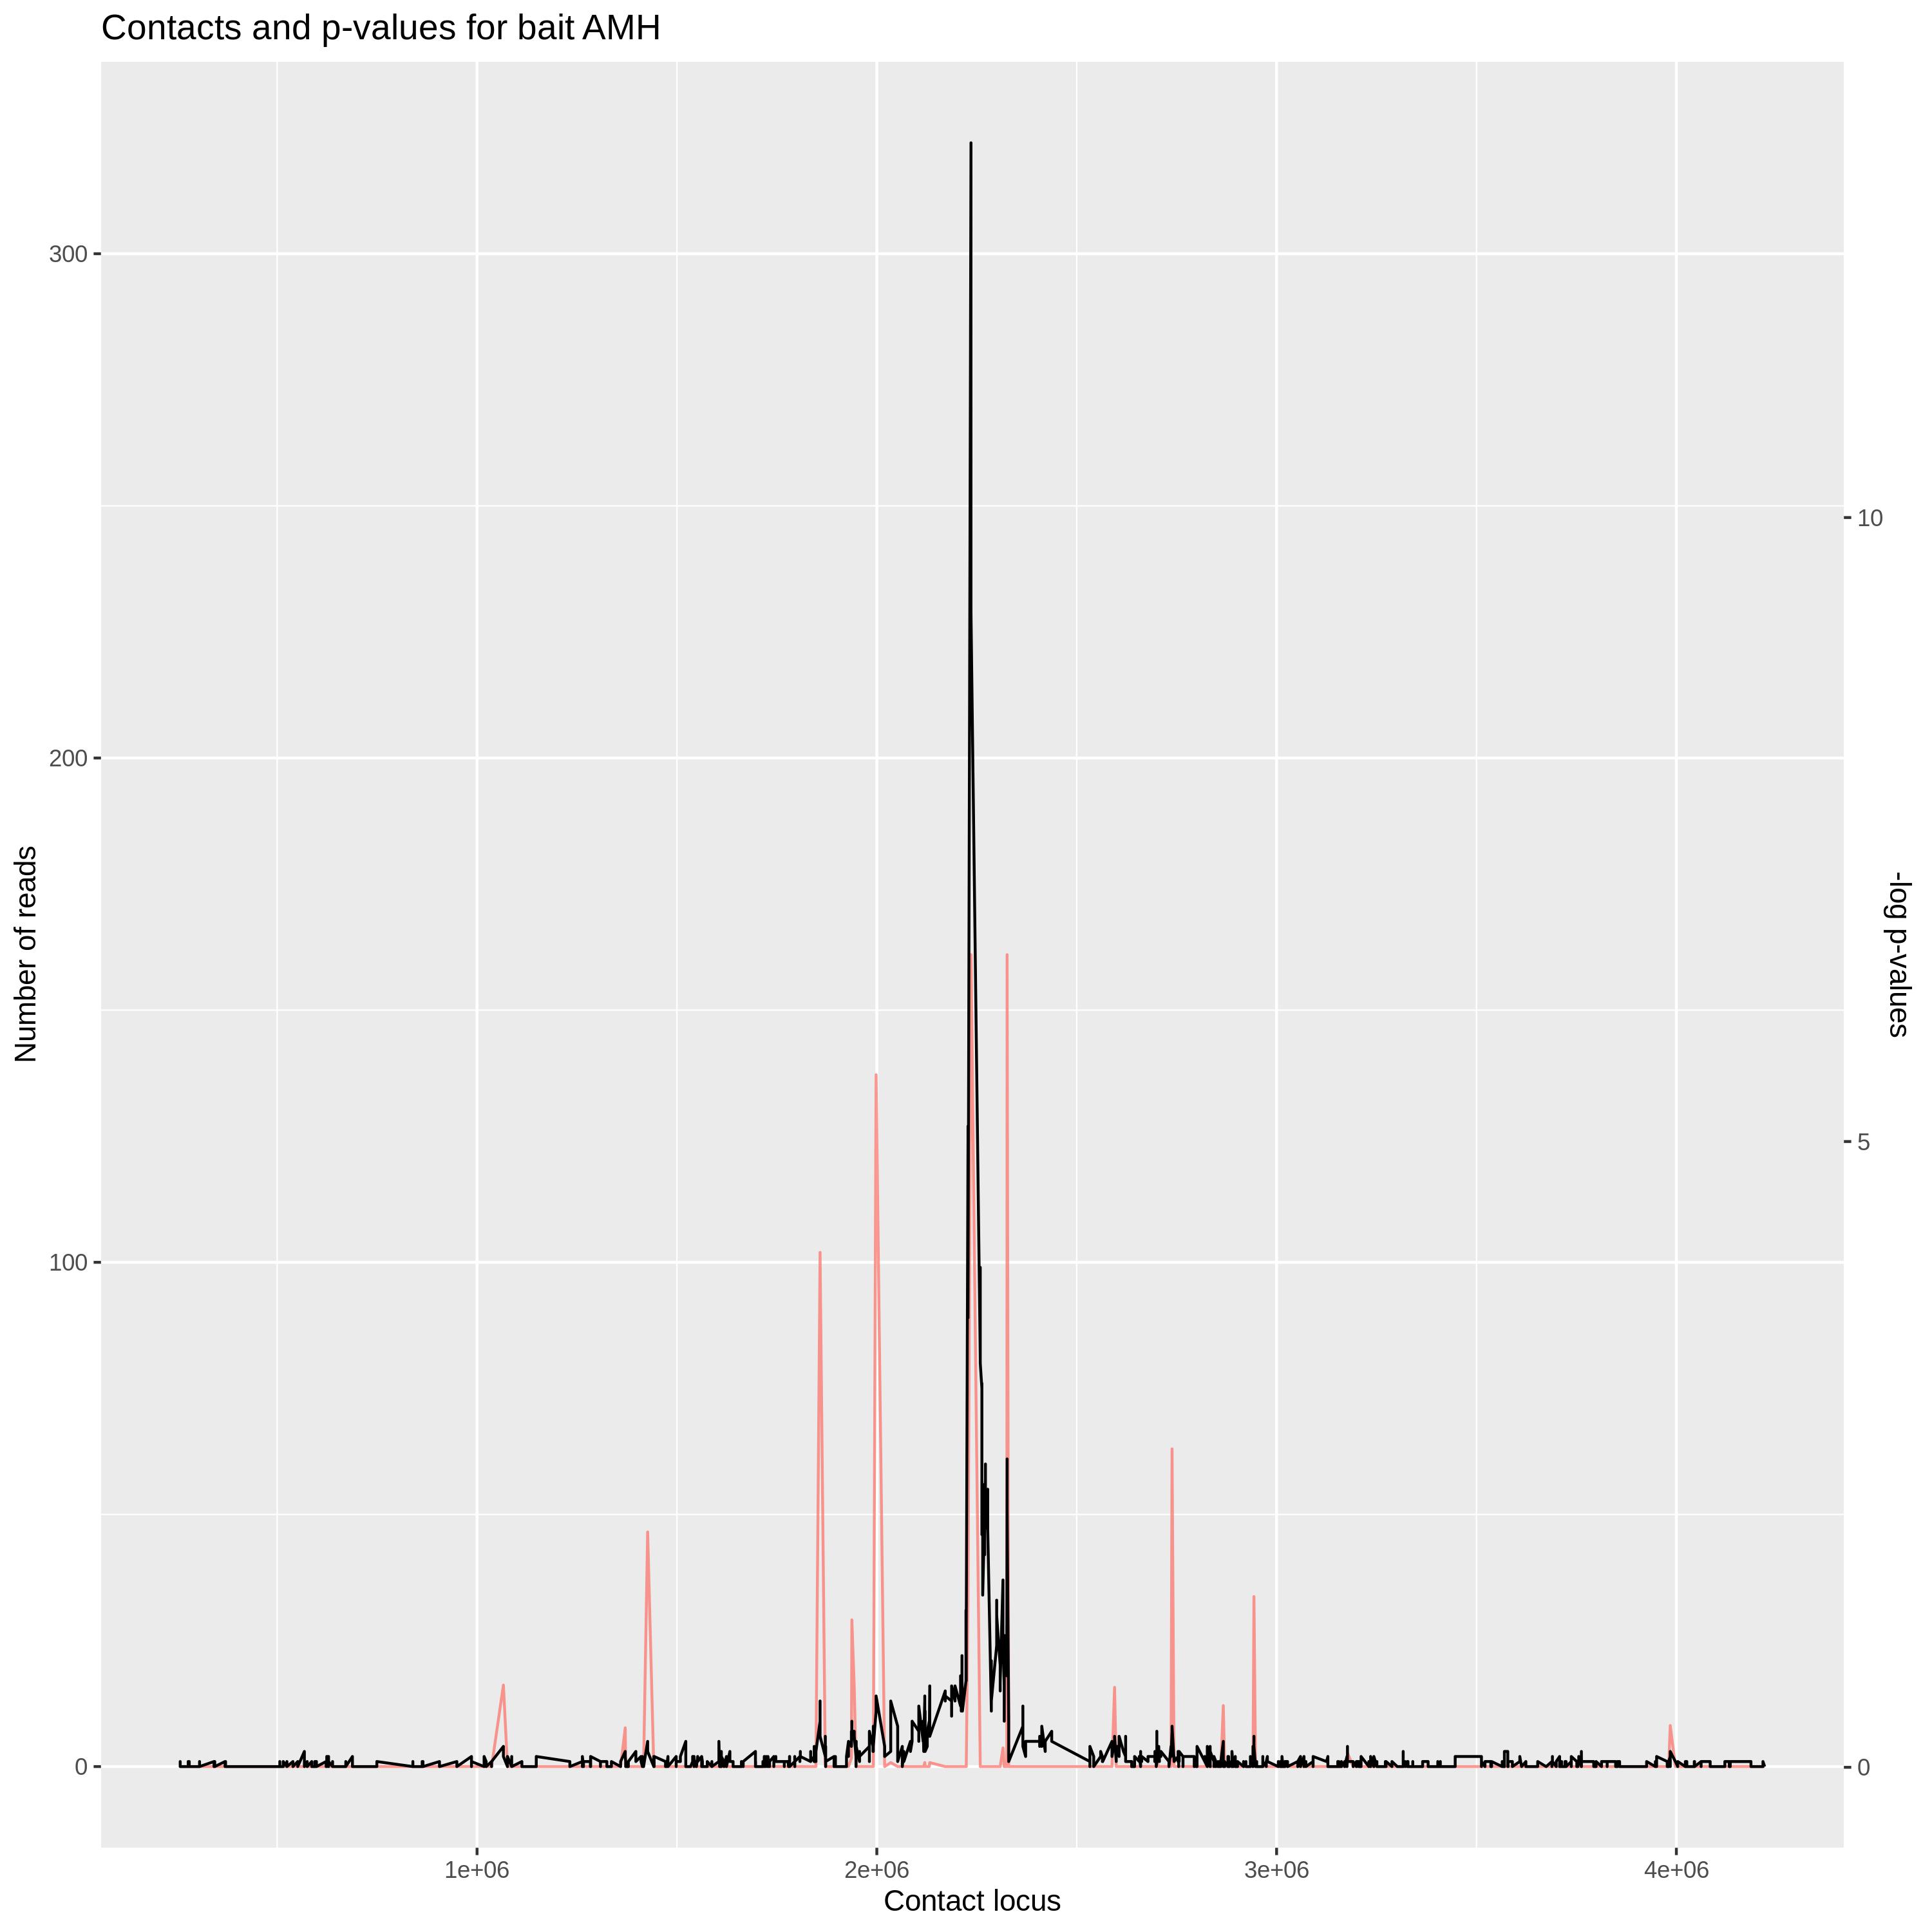 Contacts and p-values for bait AMH
300
200
100
0
10
5
0
Number of reads
-log p-values
1e+06
2e+06
3e+06
4e+06
Contact locus